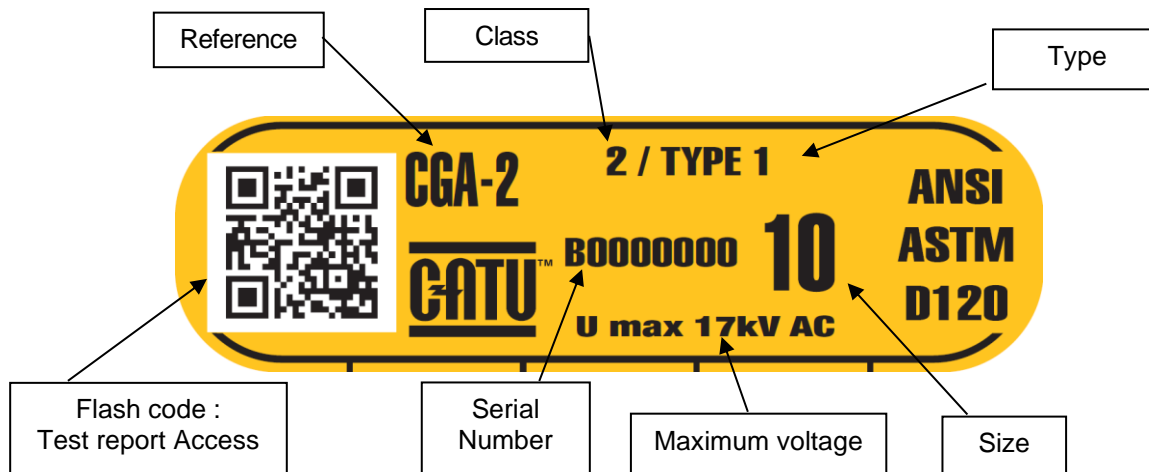 Reference
Class
Type
CGA-2
2 / TYPE 1
ANSI
ASTM
D120
CATU™
B0000000
10
U max 17kV AC
Flash code :
Test report Access
Serial
Number
Maximum voltage
Size